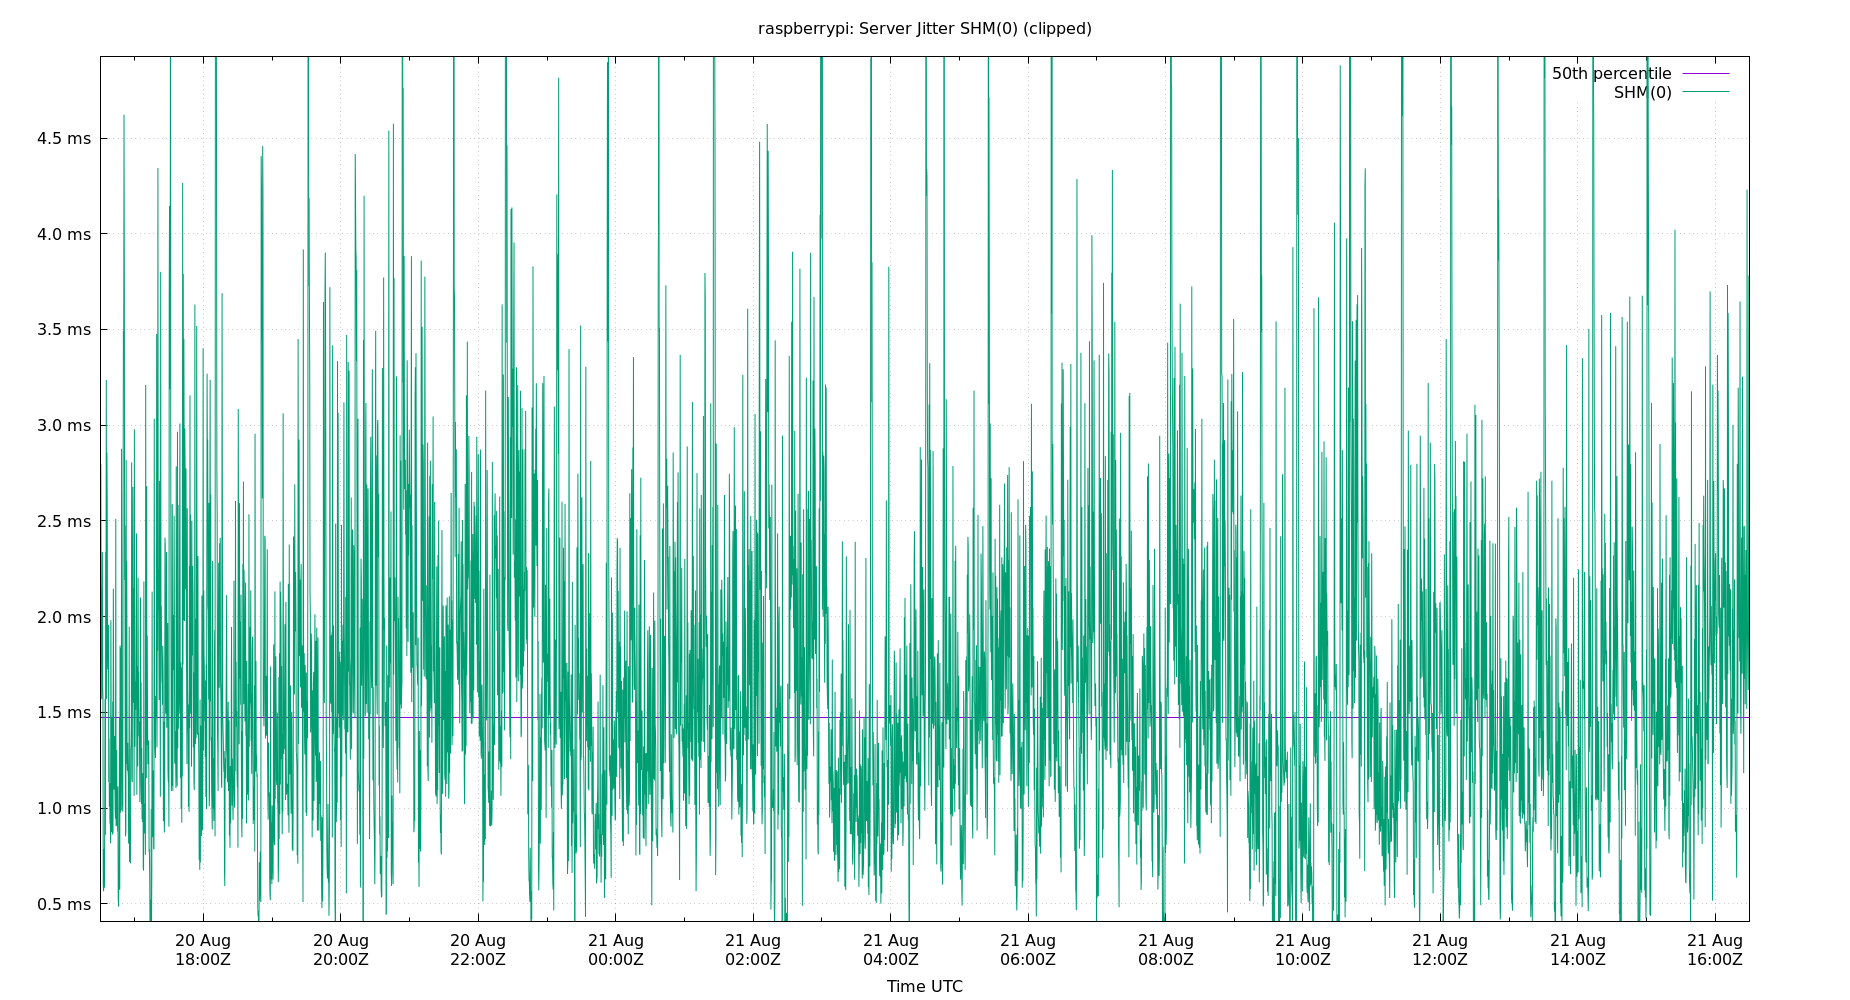 raspberrypi: Server Jitter SHM(0) (clipped)
50th percentile
SHM(0)
4.5 ms
4.0 ms
3.5 ms
3.0 ms
2.5 ms
2.0 ms
1.5 ms
1.0 ms
0.5 ms
20 Aug 20 Aug 20 Aug 21 Aug 21 Aug 21 Aug 21 Aug 21 Aug 21 Aug 21 Aug 21 Aug 21 Aug
18:00Z 20:00Z 22:00Z 00:00Z 02:00Z 04:00Z 06:00Z 08:00Z 10:00Z 12:00Z 14:00Z 16:00Z
Time UTC